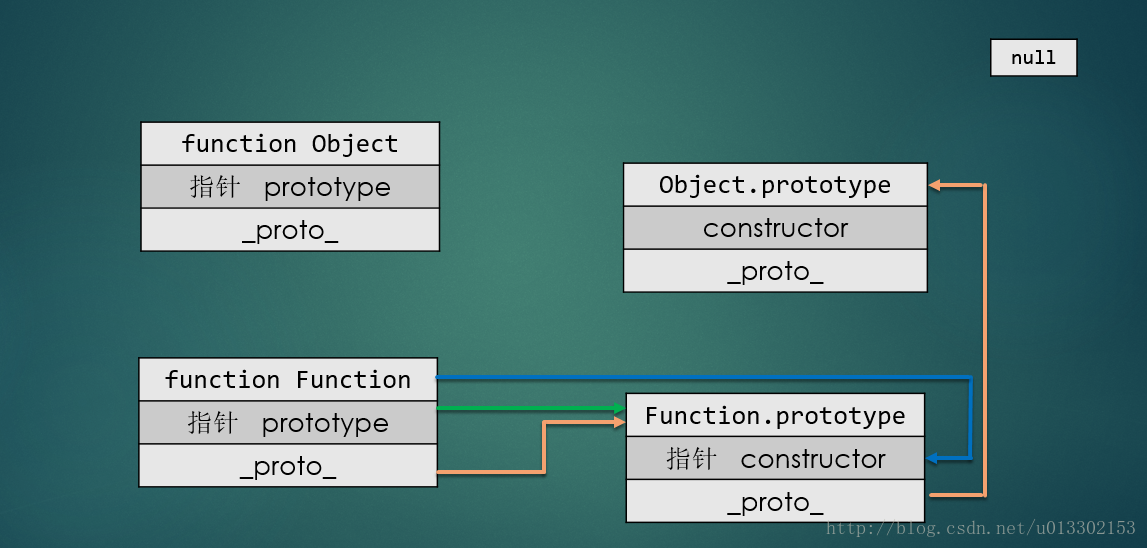 null
function Object
指针 prototype
_proto_
Object.prototype
constructor
_proto_
function Function
指针 prototype
_proto_
Function.prototype
指针 constructor
_proto_
http://blog.csdn.net/u013302153